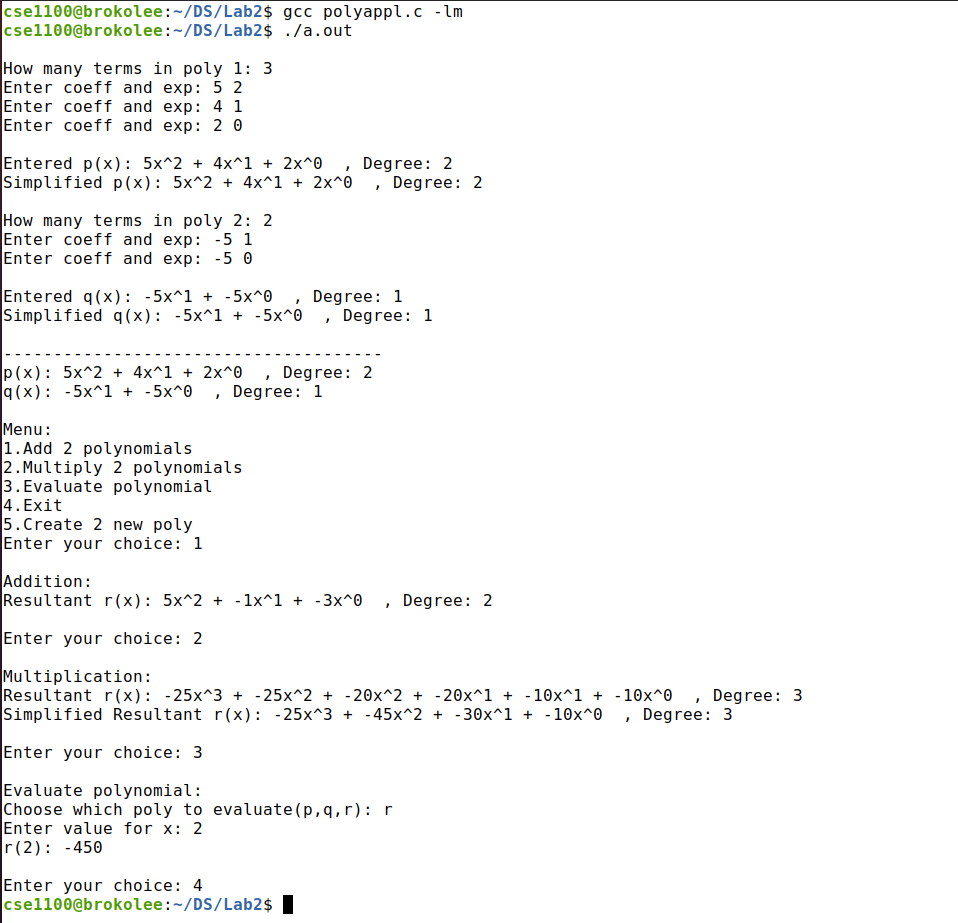 cse1100@brokolee:~/DS/Lab2$ gcc polyappl.c -lm
cse1100@brokolee:~/DS/Lab2$ ./a.out
How many terms in poly 1: 3
Enter coeff and exp: 5 2
Enter coeff and exp: 4 1
Enter coeff and exp: 2 0
Entered p(x): 5x^2 + 4x^1 + 2x^0  , Degree: 2
Simplified p(x): 5x^2 + 4x^1 + 2x^0  , Degree: 2
How many terms in poly 2: 2
Enter coeff and exp: -5 1
Enter coeff and exp: -5 0
Entered q(x): -5x^1 + -5x^0  , Degree: 1
Simplified q(x): -5x^1 + -5x^0  , Degree: 1
--------------------------------------
p(x): 5x^2 + 4x^1 + 2x^0  , Degree: 2
q(x): -5x^1 + -5x^0  , Degree: 1
Menu:
1.Add 2 polynomials
2.Multiply 2 polynomials
3.Evaluate polynomial
4.Exit
5.Create 2 new poly
Enter your choice: 1
Addition:
Resultant r(x): 5x^2 + -1x^1 + -3x^0  , Degree: 2
Enter your choice: 2
Multiplication:
Resultant r(x): -25x^3 + -25x^2 + -20x^2 + -20x^1 + -10x^1 + -10x^0  , Degree: 3
Simplified Resultant r(x): -25x^3 + -45x^2 + -30x^1 + -10x^0  , Degree: 3
Enter your choice: 3
Evaluate polynomial:
Choose which poly to evaluate(p,q,r): r
Enter value for x: 2
r(2): -450
Enter your choice: 4
cse1100@brokolee:~/DS/Lab2$